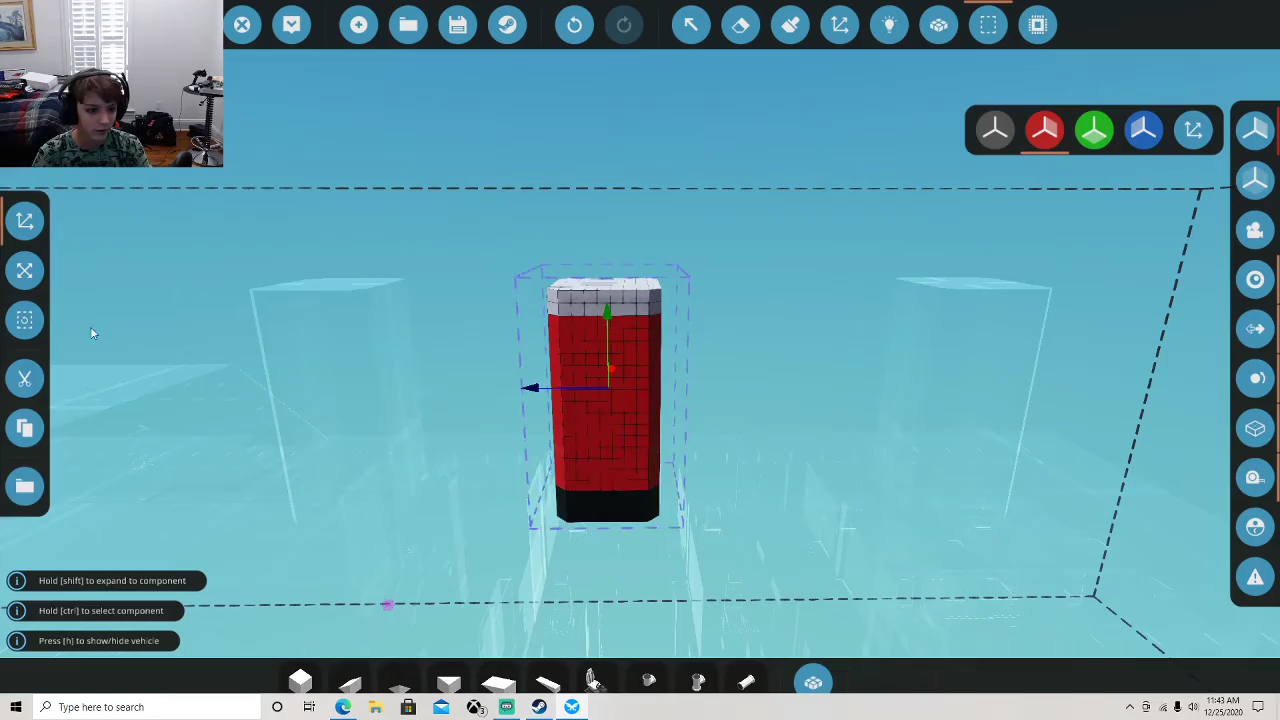 Hold [shift] to expand to component
Hold [ctrl] to select component
Press [h] to show/hide vehicle
Type here to search
3
11:43 AM
12/25/2020